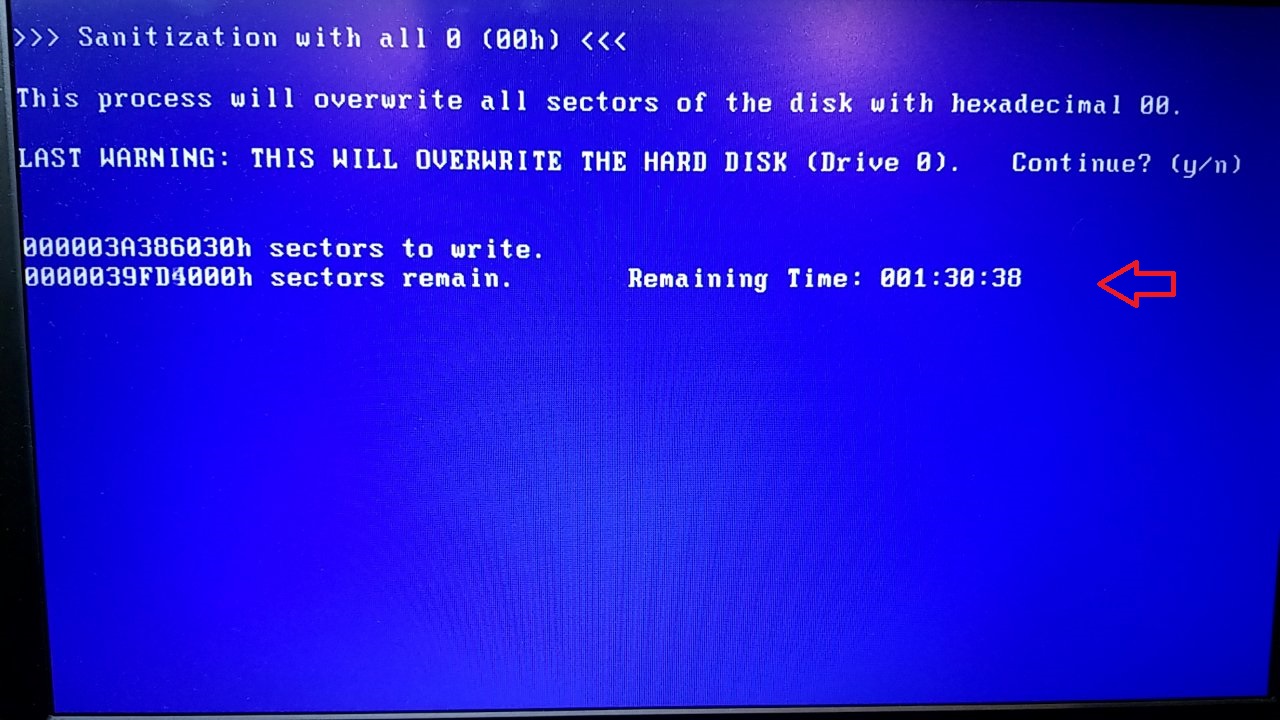 >>> Sanitization with all 0 (00h) <<<
This process will overwrite all sectors of the disk with hexadecimal 00.
LAST WARNING: THIS WILL OVERWRITE THE HARD DISK (Drive 0).   Continue? (y/n)
000003A386030h sectors to write.
0000039FD4000h sectors remain.       Remaining Time: 001:30:38